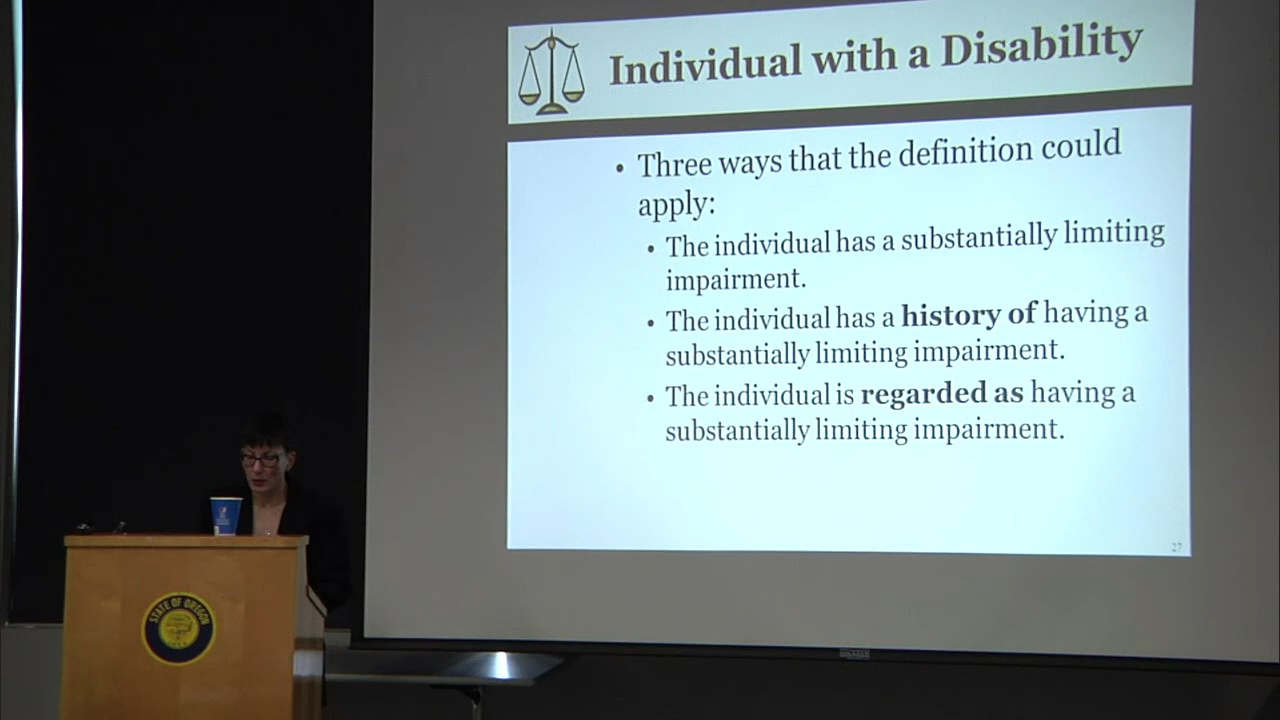 Individual with a Disability
• Three ways that the definition could
apply:
• The individual has a substantially limiting
impairment.
• The individual has a history of having a
substantially limiting impairment.
• The individual is regarded as having a
substantially limiting impairment.
27
STATE OF OREGON